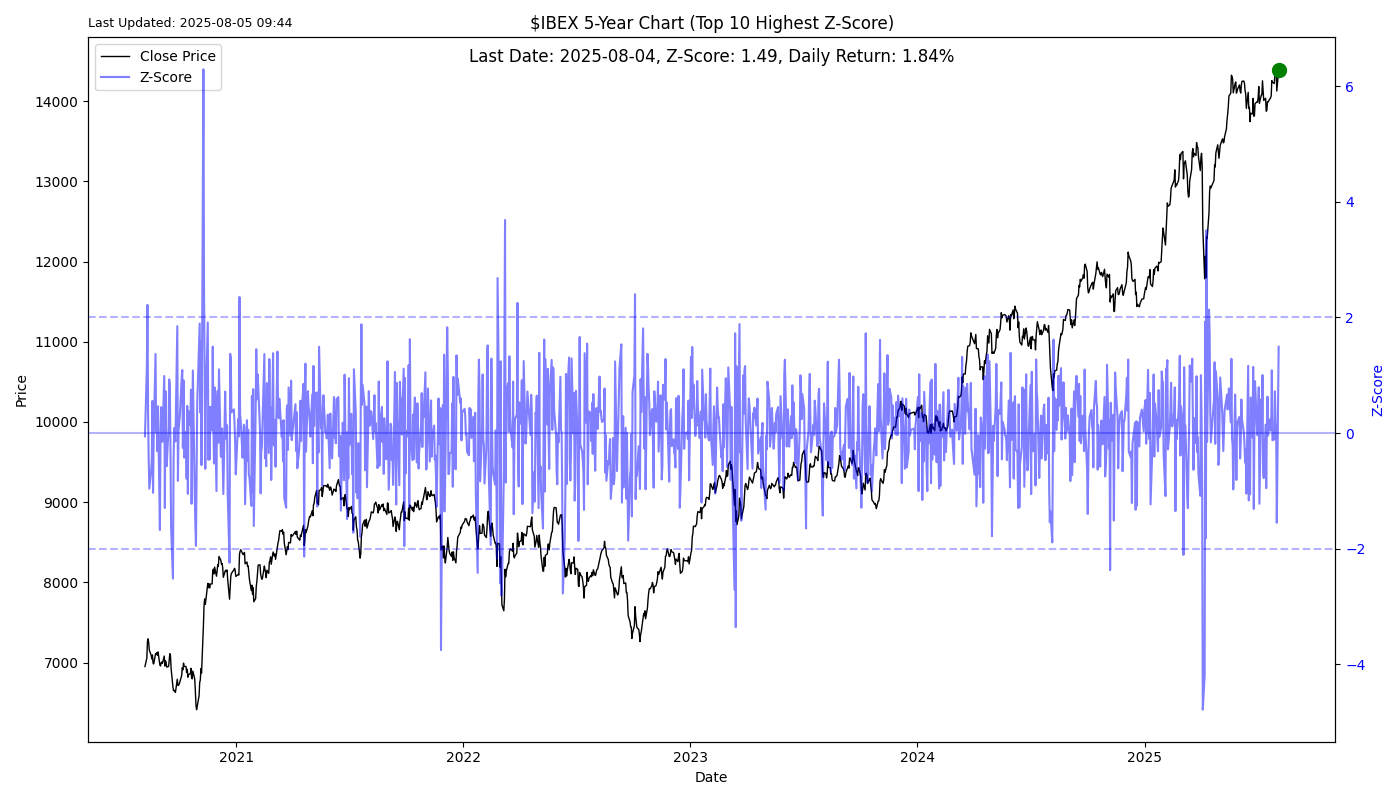 Last Updated: 2025-08-05 09:44
$IBEX 5-Year Chart (Top 10 Highest Z-Score)
Last Date: 2025-08-04, Z-Score: 1.49, Daily Return: 1.84%
Close Price
Z-Score
14000
13000
12000
11000
10000
9000
8000
7000
Price
6
4
2
0
−2
−4
Z-Score
2021
2022
2023
2024
2025
Date